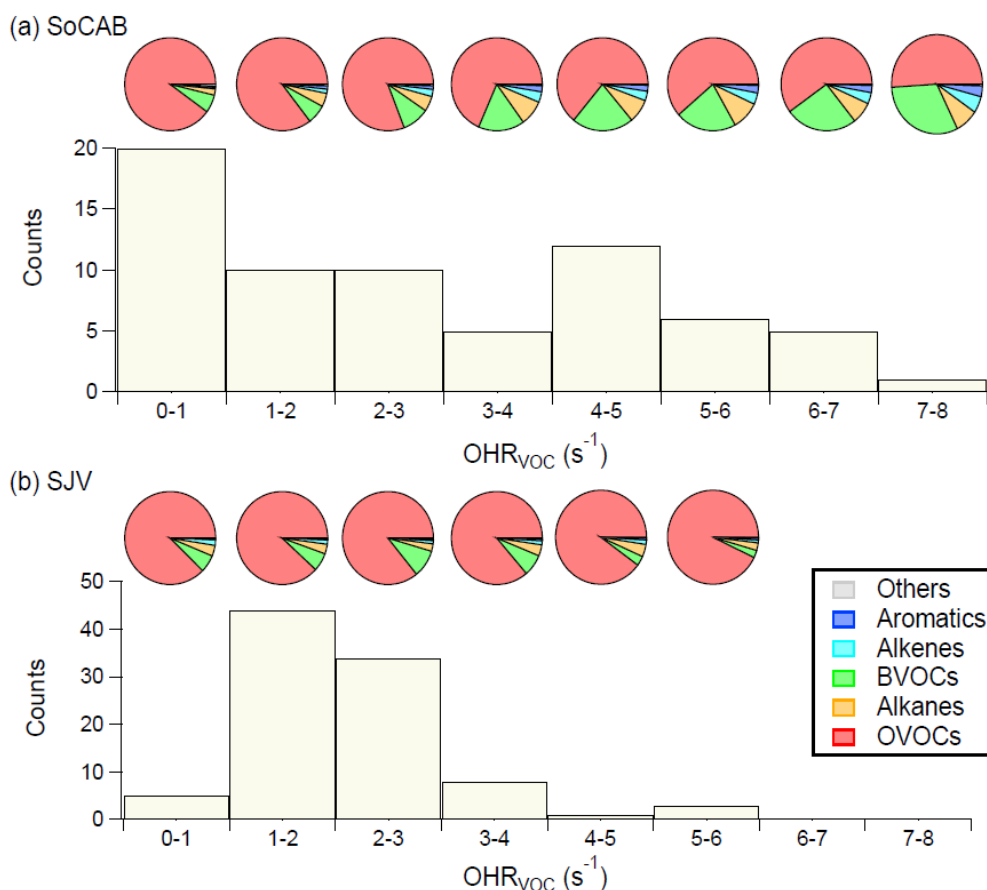 (a) SoCAB
20
15
10
5
0
Counts
0-1 1-2 2-3 3-4 4-5 5-6 6-7 7-8
OHR_VOC (s⁻¹)
(b) SJV
50
40
30
20
10
0
Counts
0-1 1-2 2-3 3-4 4-5 5-6 6-7 7-8
OHR_VOC (s⁻¹)
Others
Aromatics
Alkenes
BVOCs
Alkanes
OVOCs